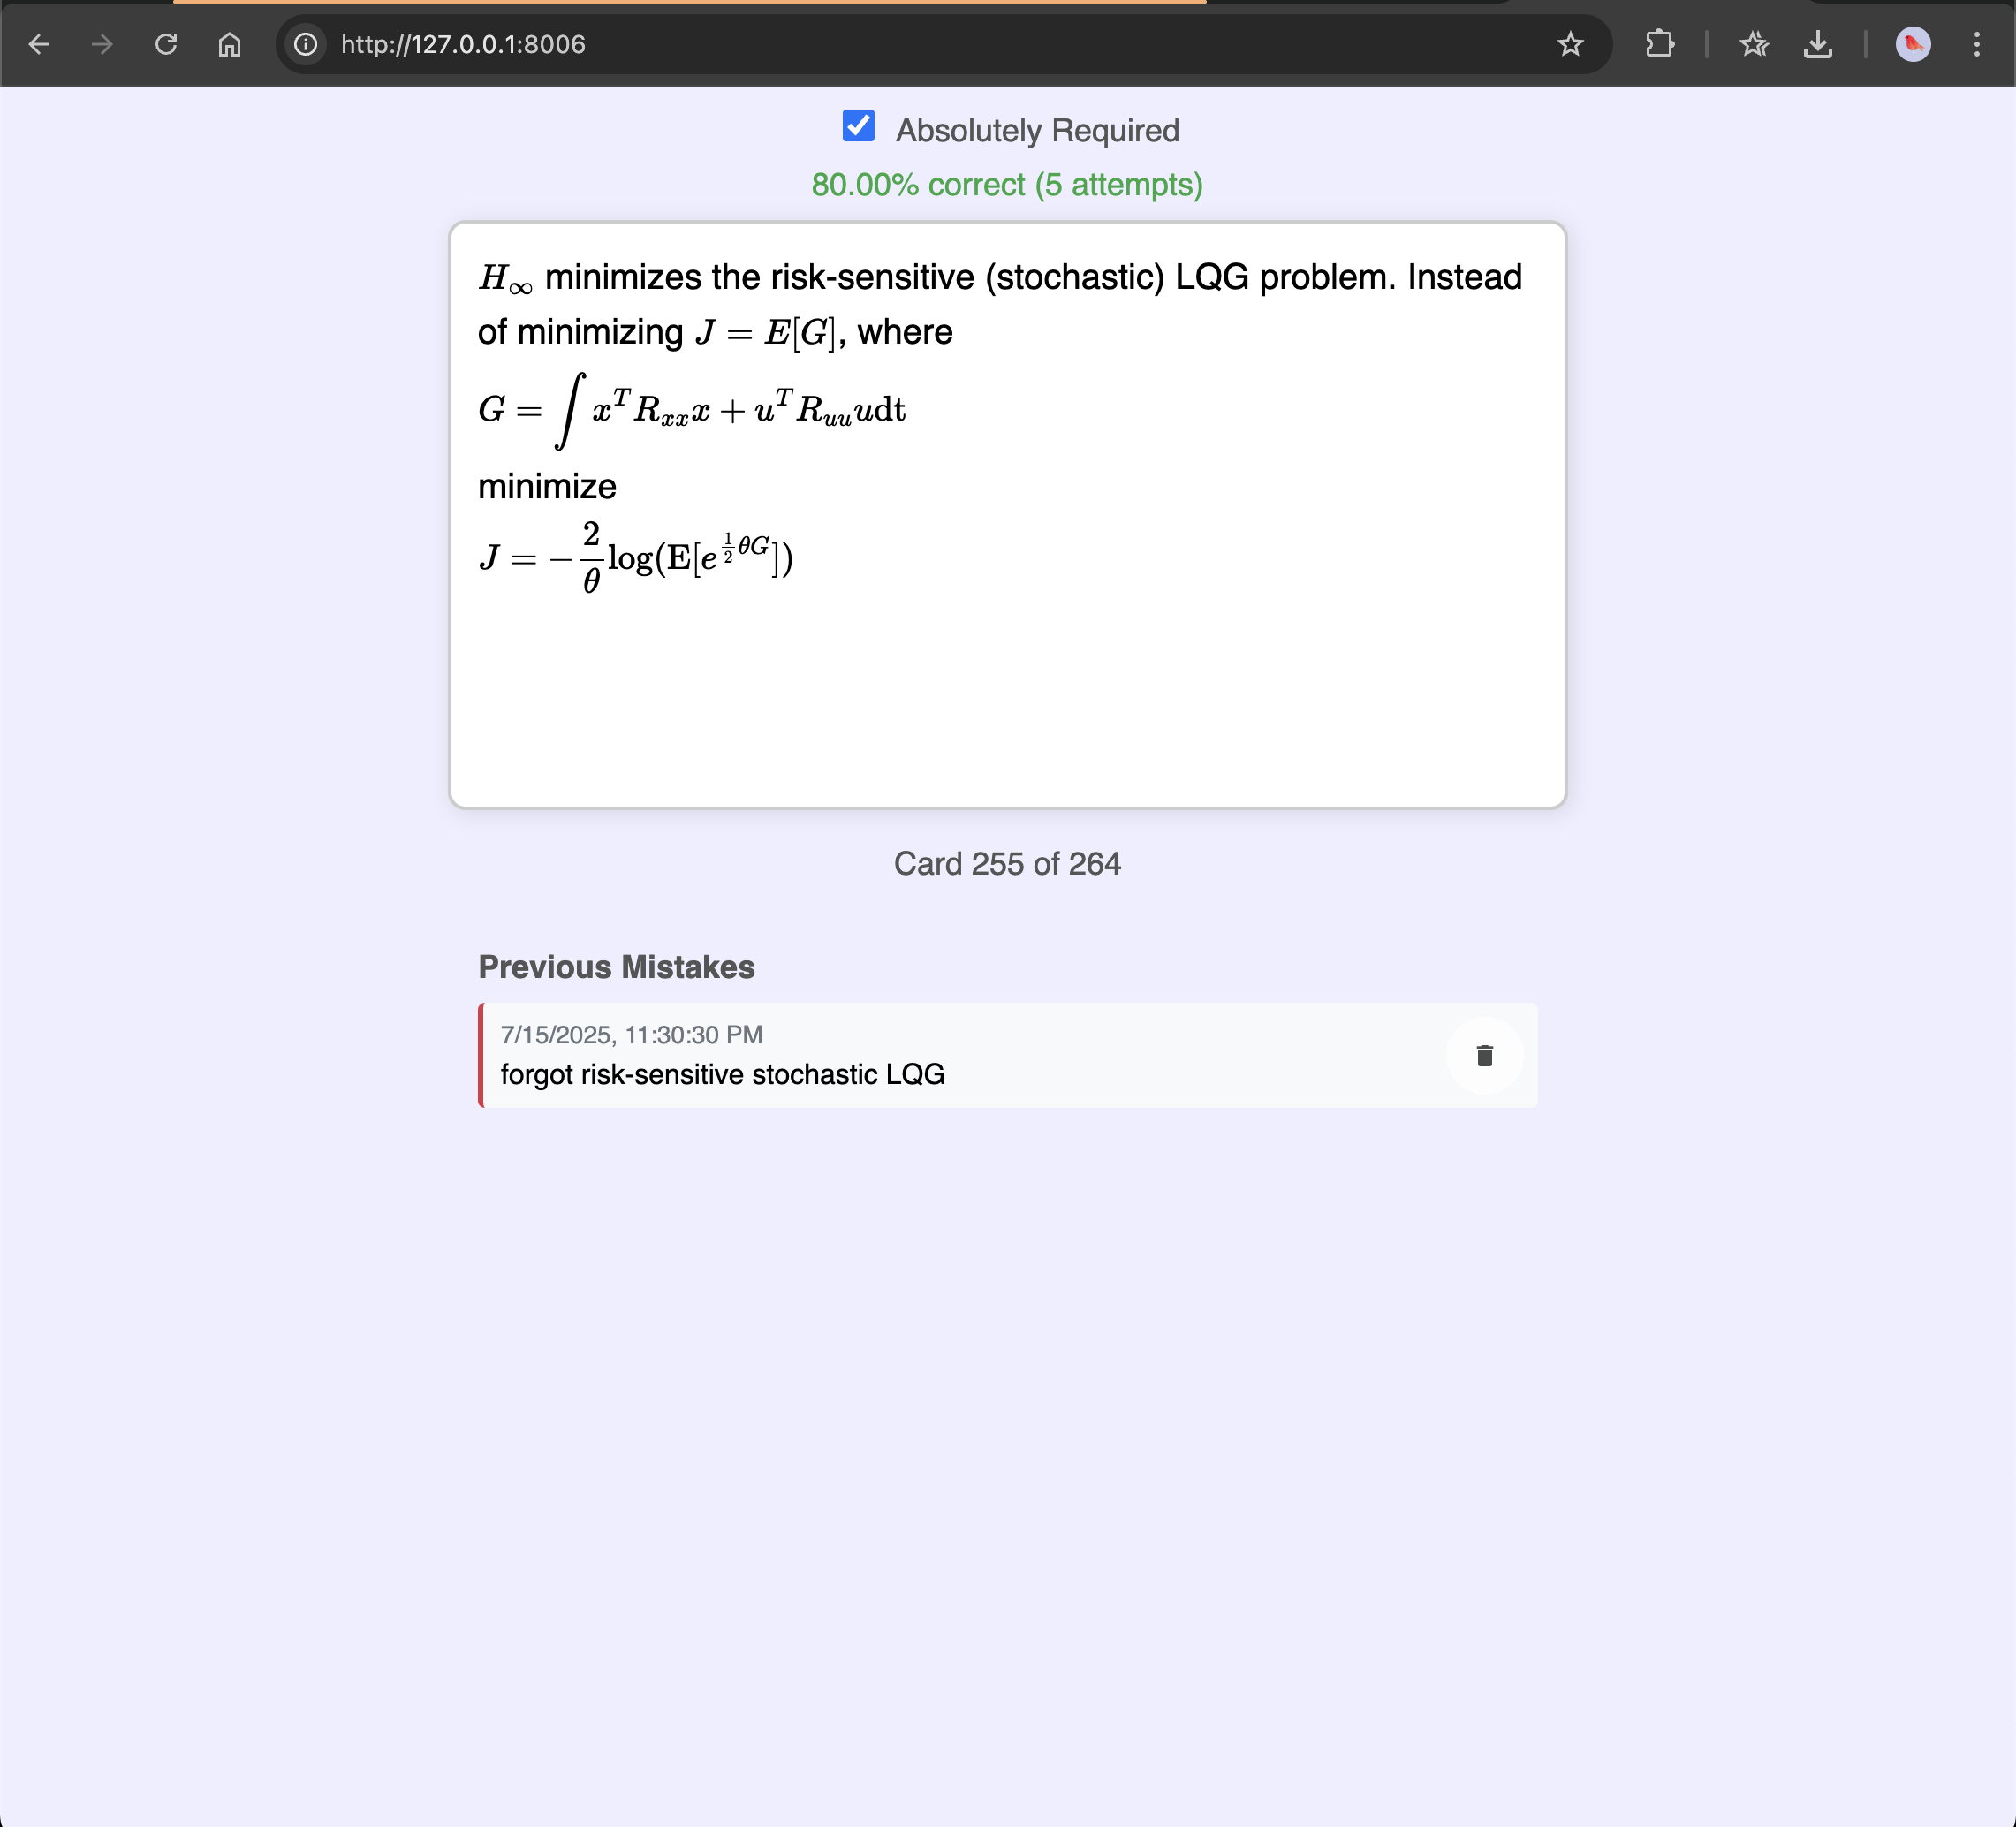 http://127.0.0.1:8006
Absolutely Required
80.00% correct (5 attempts)
$H_\infty$ minimizes the risk-sensitive (stochastic) LQG problem. Instead
of minimizing $J = E[G]$, where
$G = \int x^T R_{xx} x + u^T R_{uu} u \mathrm{dt}$
minimize
$J = -\frac{2}{\theta} \log(\mathrm{E}[e^{\frac{1}{2}\theta G}])$
Card 255 of 264
Previous Mistakes
7/15/2025, 11:30:30 PM
forgot risk-sensitive stochastic LQG